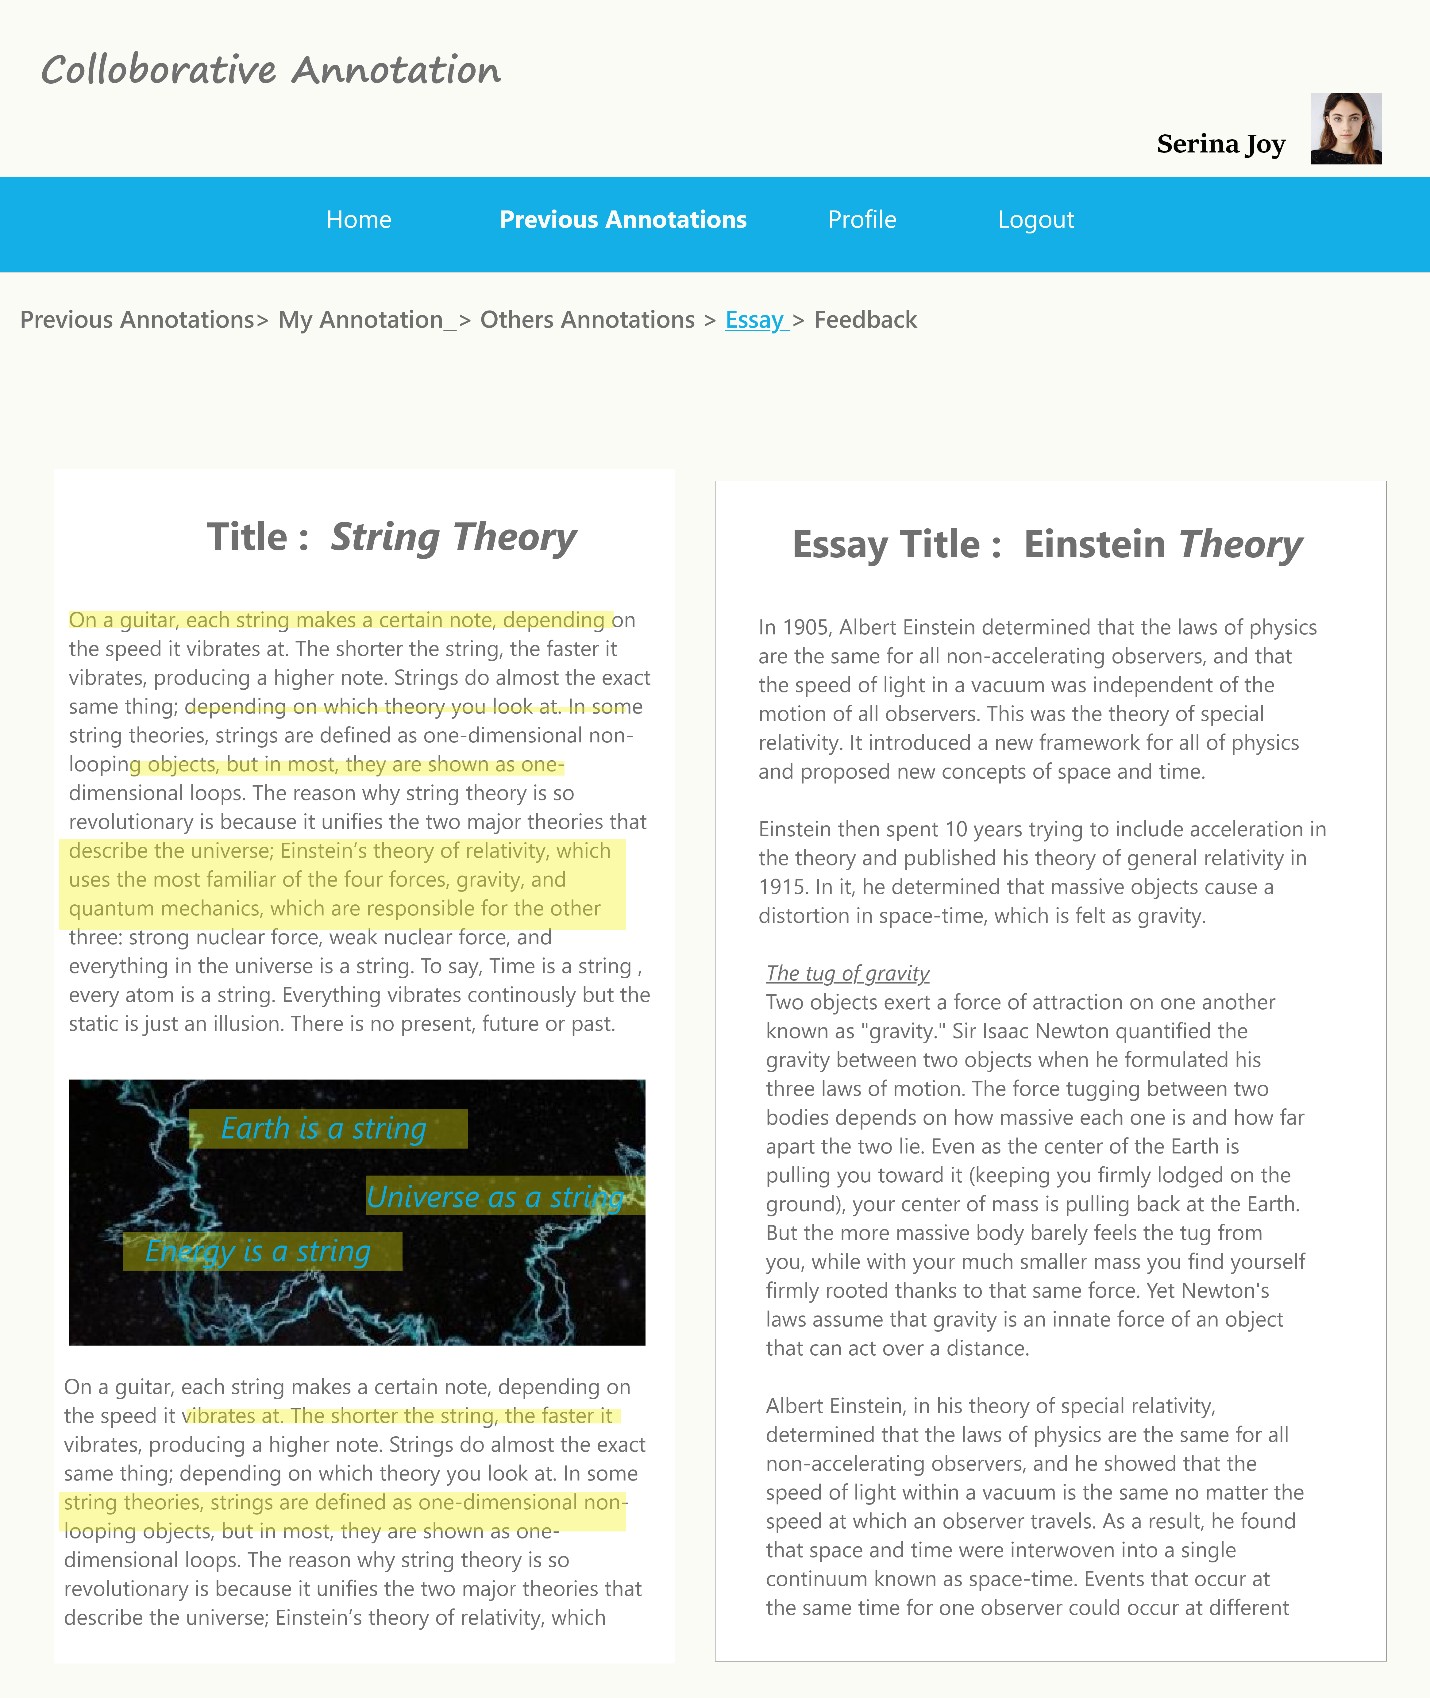 Colloborative Annotation
Serina Joy
Home Previous Annotations Profile Logout
Previous Annotations> My Annotation_> Others Annotations > Essay > Feedback
Title : String Theory
On a guitar, each string makes a certain note, depending on
the speed it vibrates at. The shorter the string, the faster it
vibrates, producing a higher note. Strings do almost the exact
same thing; depending on which theory you look at. In some
string theories, strings are defined as one-dimensional non-
looping objects, but in most, they are shown as one-
dimensional loops. The reason why string theory is so
revolutionary is because it unifies the two major theories that
describe the universe; Einstein’s theory of relativity, which
uses the most familiar of the four forces, gravity, and
quantum mechanics, which are responsible for the other
three: strong nuclear force, weak nuclear force, and
everything in the universe is a string. To say, Time is a string ,
every atom is a string. Everything vibrates continously but the
static is just an illusion. There is no present, future or past.
Earth is a string
Universe as a string
Energy is a string
On a guitar, each string makes a certain note, depending on
the speed it vibrates at. The shorter the string, the faster it
vibrates, producing a higher note. Strings do almost the exact
same thing; depending on which theory you look at. In some
string theories, strings are defined as one-dimensional non-
looping objects, but in most, they are shown as one-
dimensional loops. The reason why string theory is so
revolutionary is because it unifies the two major theories that
describe the universe; Einstein’s theory of relativity, which
Essay Title : Einstein Theory
In 1905, Albert Einstein determined that the laws of physics
are the same for all non-accelerating observers, and that
the speed of light in a vacuum was independent of the
motion of all observers. This was the theory of special
relativity. It introduced a new framework for all of physics
and proposed new concepts of space and time.
Einstein then spent 10 years trying to include acceleration in
the theory and published his theory of general relativity in
1915. In it, he determined that massive objects cause a
distortion in space-time, which is felt as gravity.
The tug of gravity
Two objects exert a force of attraction on one another
known as "gravity." Sir Isaac Newton quantified the
gravity between two objects when he formulated his
three laws of motion. The force tugging between two
bodies depends on how massive each one is and how far
apart the two lie. Even as the center of the Earth is
pulling you toward it (keeping you firmly lodged on the
ground), your center of mass is pulling back at the Earth.
But the more massive body barely feels the tug from
you, while with your much smaller mass you find yourself
firmly rooted thanks to that same force. Yet Newton's
laws assume that gravity is an innate force of an object
that can act over a distance.
Albert Einstein, in his theory of special relativity,
determined that the laws of physics are the same for all
non-accelerating observers, and he showed that the
speed of light within a vacuum is the same no matter the
speed at which an observer travels. As a result, he found
that space and time were interwoven into a single
continuum known as space-time. Events that occur at
the same time for one observer could occur at different